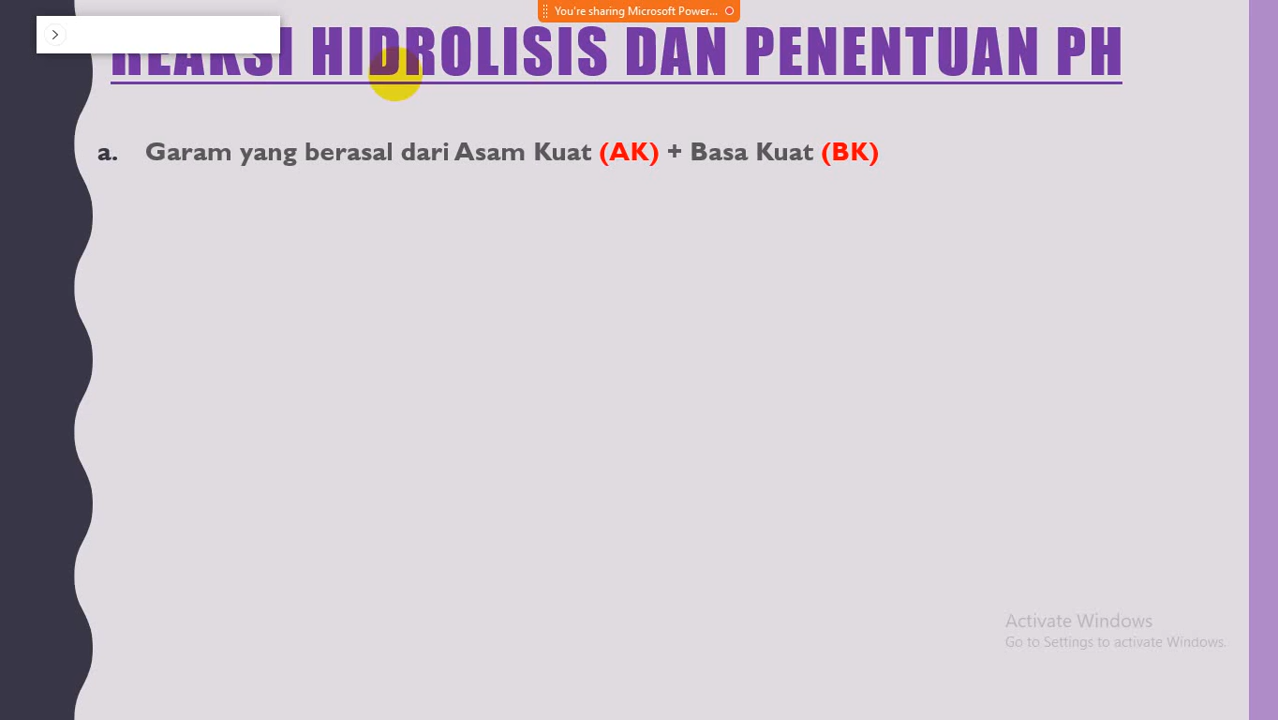 You're sharing Microsoft Power...
REAKSI HIDROLISIS DAN PENENTUAN PH
a. Garam yang berasal dari Asam Kuat (AK) + Basa Kuat (BK)
Activate Windows
Go to Settings to activate Windows.